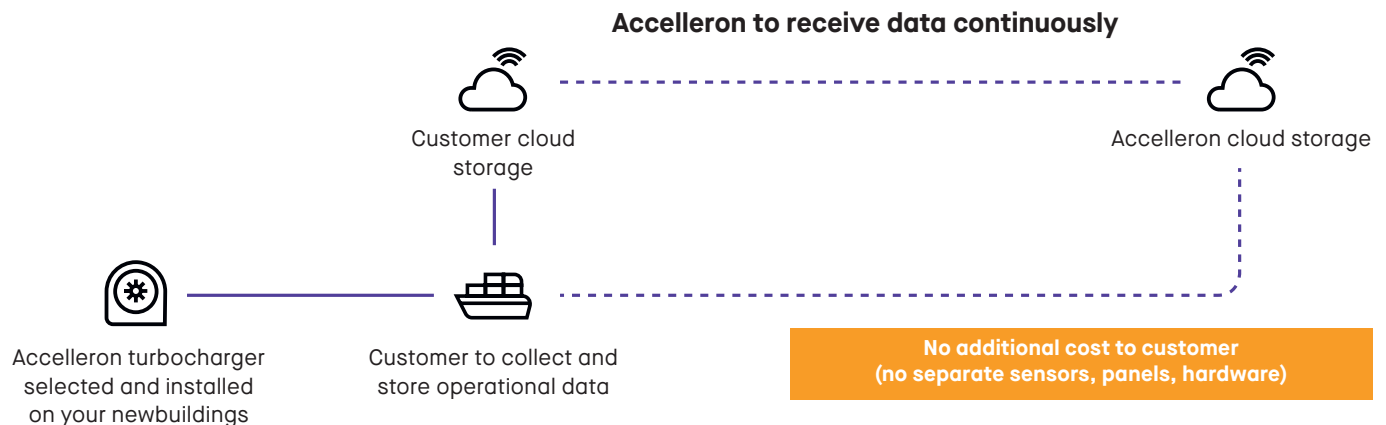 Accelleron to receive data continuously
Customer cloud
storage
Accelleron cloud storage
Accelleron turbocharger
selected and installed
on your newbuildings
Customer to collect and
store operational data
No additional cost to customer
(no separate sensors, panels, hardware)